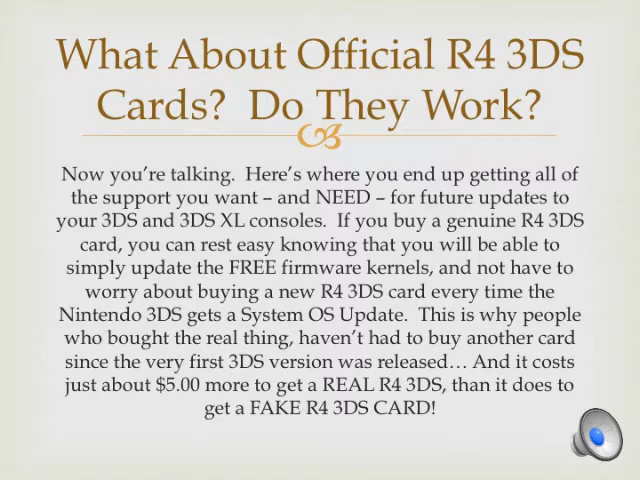 What About Official R4 3DS
Cards?  Do They Work?
Now you’re talking.  Here’s where you end up getting all of
the support you want – and NEED – for future updates to
your 3DS and 3DS XL consoles.  If you buy a genuine R4 3DS
card, you can rest easy knowing that you will be able to
simply update the FREE firmware kernels, and not have to
worry about buying a new R4 3DS card every time the
Nintendo 3DS gets a System OS Update.  This is why people
who bought the real thing, haven’t had to buy another card
since the very first 3DS version was released… And it costs
just about $5.00 more to get a REAL R4 3DS, than it does to
get a FAKE R4 3DS CARD!